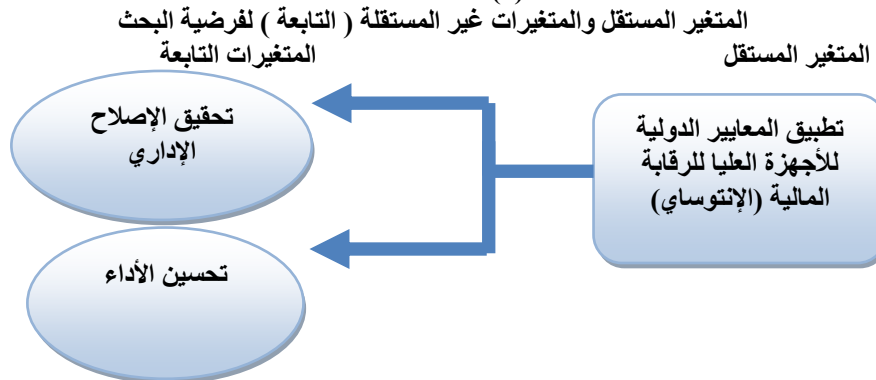 المتغير المستقل والمتغيرات غير المستقلة ( التابعة ) لفرضية البحث
المتغير المستقل
المتغيرات التابعة
تطبيق المعايير الدولية
للأجهزة العليا للرقابة
المالية (الإنتوساي)
تحقيق الإصلاح
الإداري
تحسين الأداء